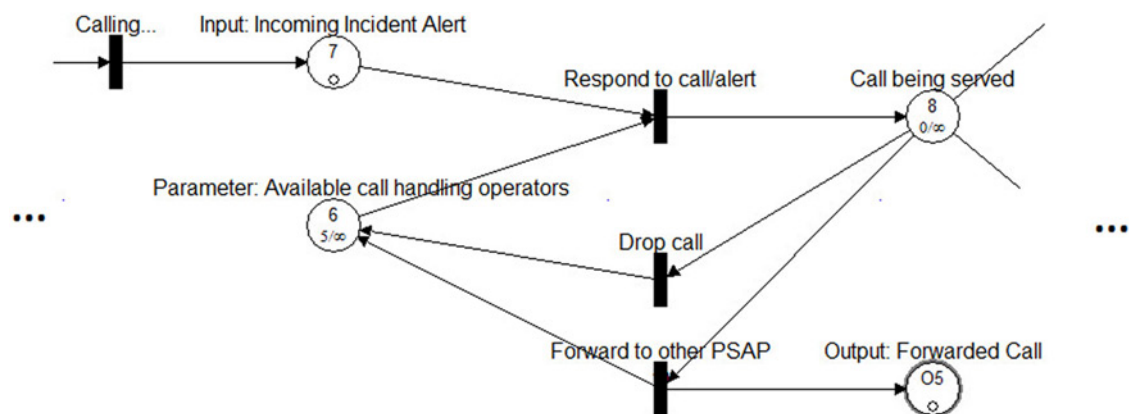 Calling...
Input: Incoming Incident Alert
7
Respond to call/alert
Call being served
8
0/∞
Parameter: Available call handling operators
6
5/∞
...
...
Drop call
Forward to other PSAP
Output: Forwarded Call
O5